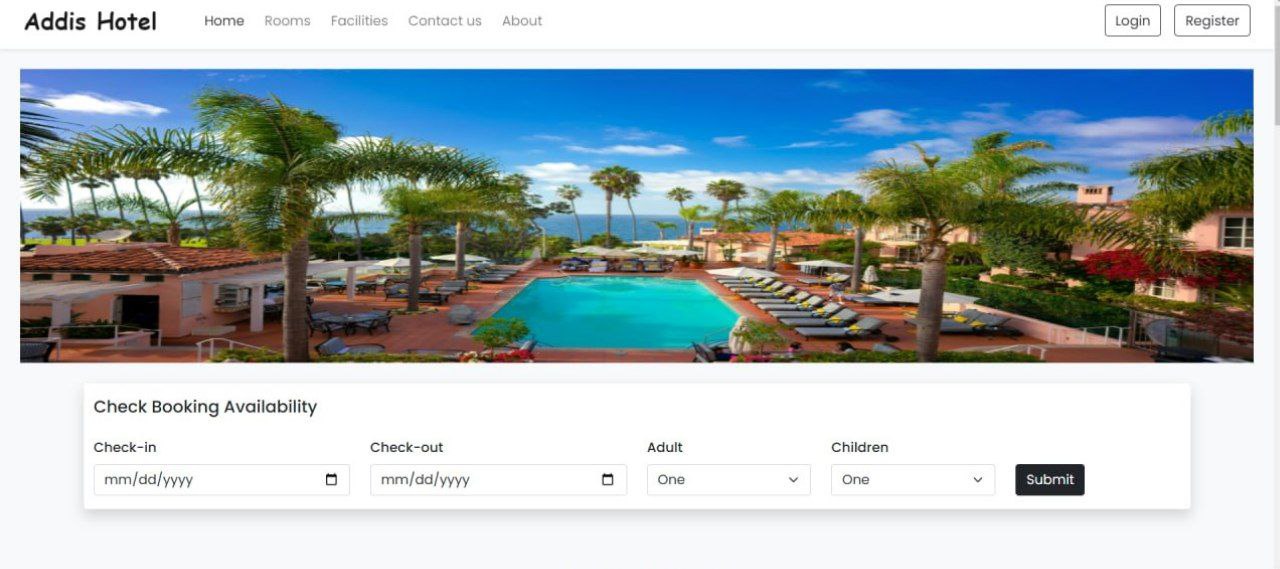 Addis Hotel Home Rooms Facilities Contact us About Login Register
Check Booking Availability
Check-in Check-out Adult Children
mm/dd/yyyy mm/dd/yyyy One One Submit